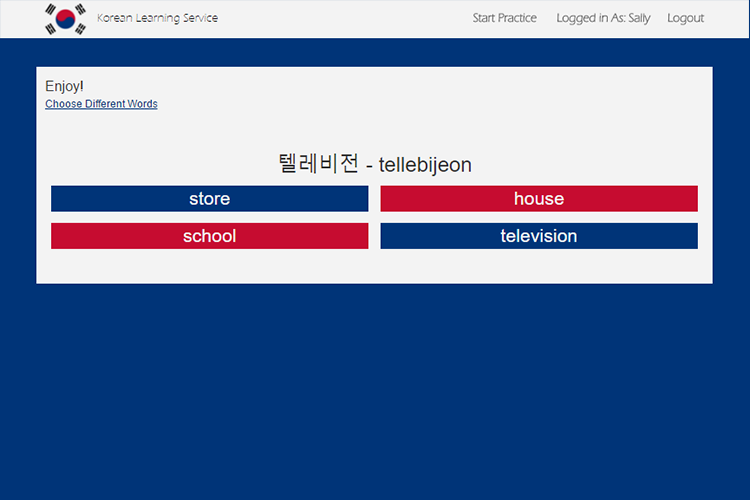 Korean Learning Service
Start Practice
Logged in As: Sally
Logout
Enjoy!
Choose Different Words
텔레비전 - tellebijeon
store
house
school
television